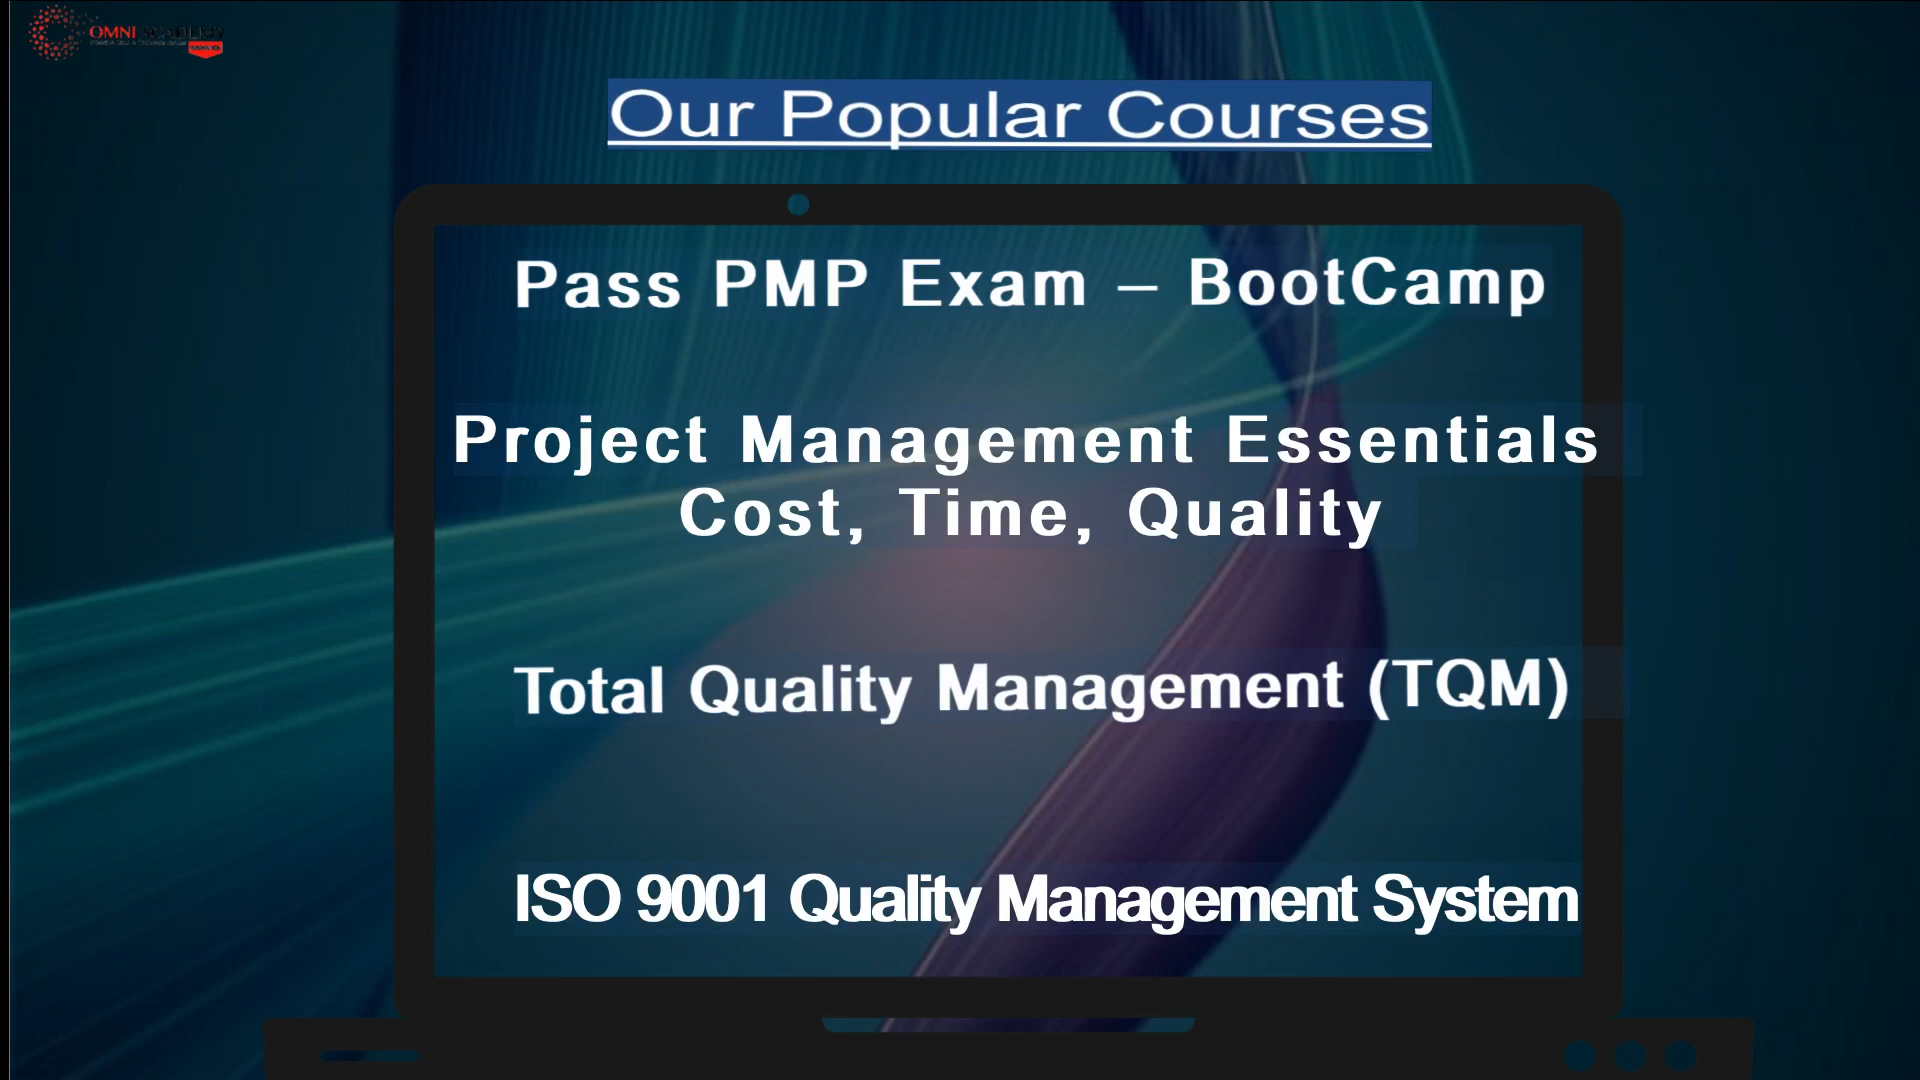 OMNI ACADEMY
Our Popular Courses
Pass PMP Exam – BootCamp
Project Management Essentials
Cost, Time, Quality
Total Quality Management (TQM)
ISO 9001 Quality Management System